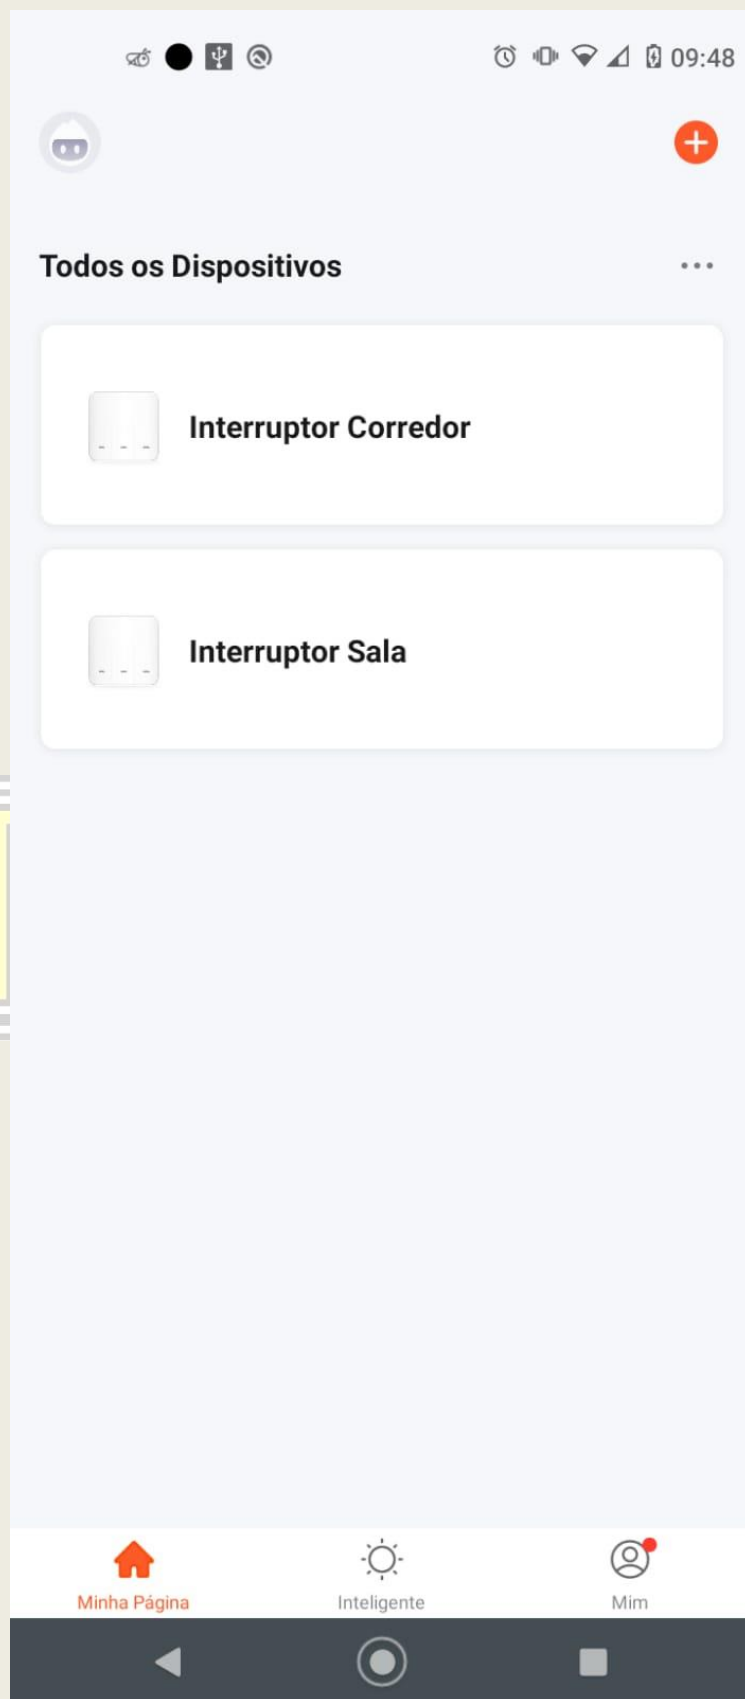 09:48
Todos os Dispositivos
Interruptor Corredor
Interruptor Sala
Minha Página
Inteligente
Mim